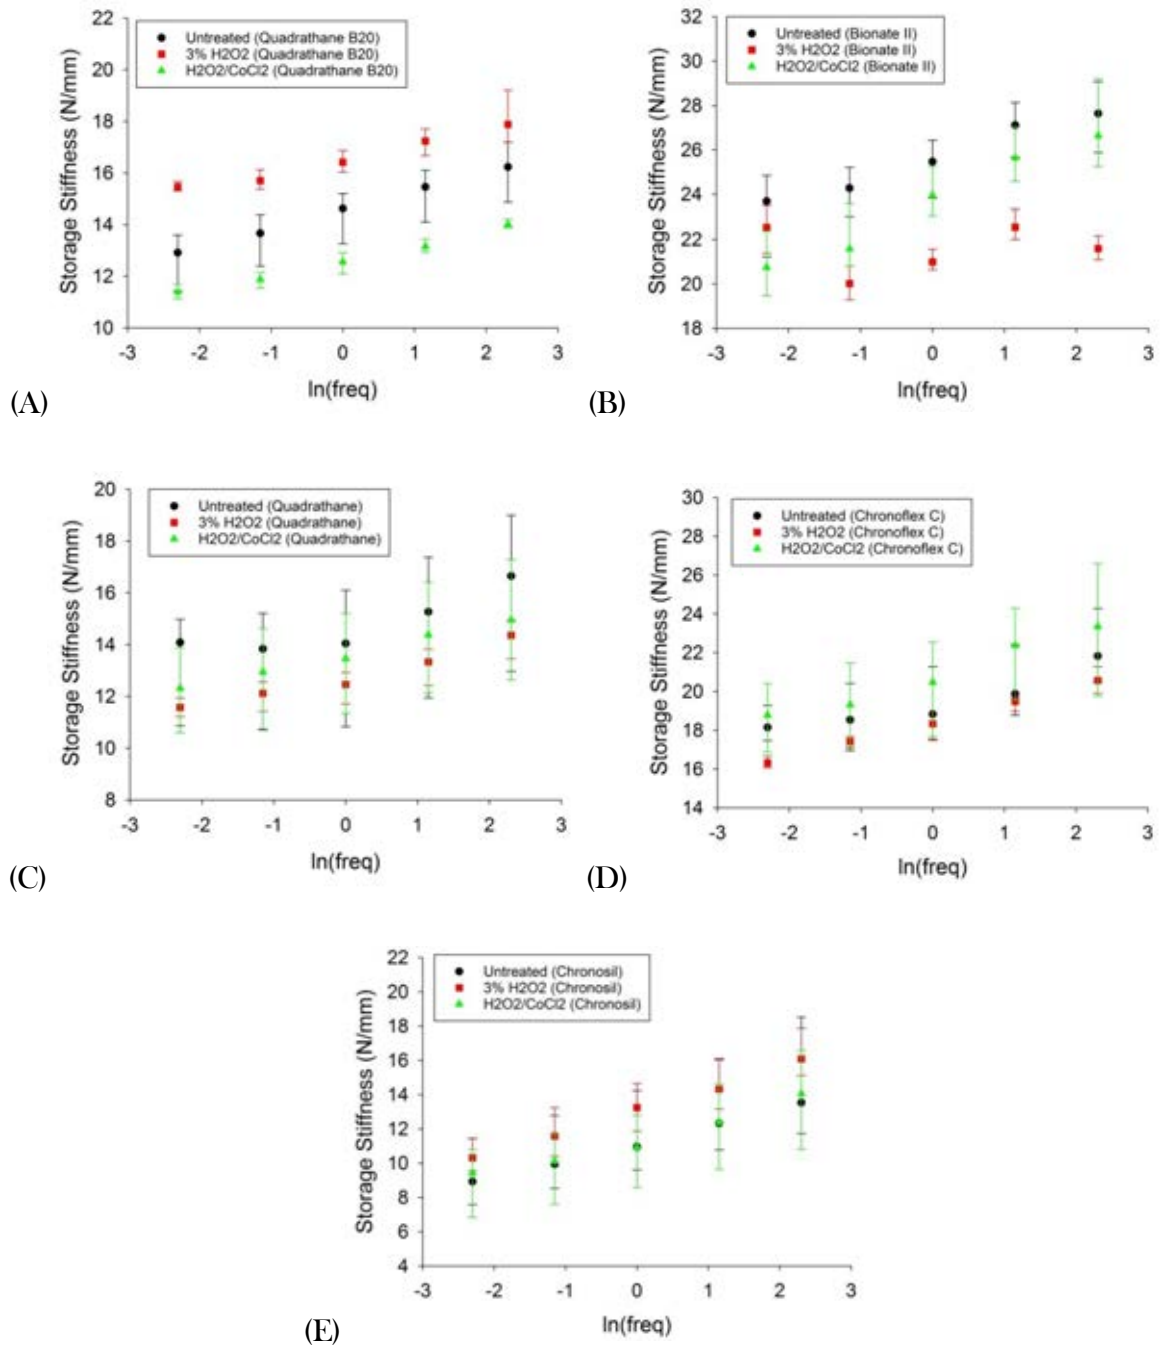 Storage Stiffness (N/mm)
22
20
18
16
14
12
10
Untreated (Quadrathane B20)
3% H2O2 (Quadrathane B20)
H2O2/CoCl2 (Quadrathane B20)
-3 -2 -1 0 1 2 3
ln(freq)
(A)
Storage Stiffness (N/mm)
32
30
28
26
24
22
20
18
Untreated (Bionate II)
3% H2O2 (Bionate II)
H2O2/CoCl2 (Bionate II)
-3 -2 -1 0 1 2 3
ln(freq)
(B)
Storage Stiffness (N/mm)
20
18
16
14
12
10
8
Untreated (Quadrathane)
3% H2O2 (Quadrathane)
H2O2/CoCl2 (Quadrathane)
-3 -2 -1 0 1 2 3
ln(freq)
(C)
Storage Stiffness (N/mm)
30
28
26
24
22
20
18
16
14
Untreated (Chronoflex C)
3% H2O2 (Chronoflex C)
H2O2/CoCl2 (Chronoflex C)
-3 -2 -1 0 1 2 3
ln(freq)
(D)
Storage Stiffness (N/mm)
22
20
18
16
14
12
10
8
6
4
Untreated (Chronosil)
3% H2O2 (Chronosil)
H2O2/CoCl2 (Chronosil)
-3 -2 -1 0 1 2 3
ln(freq)
(E)